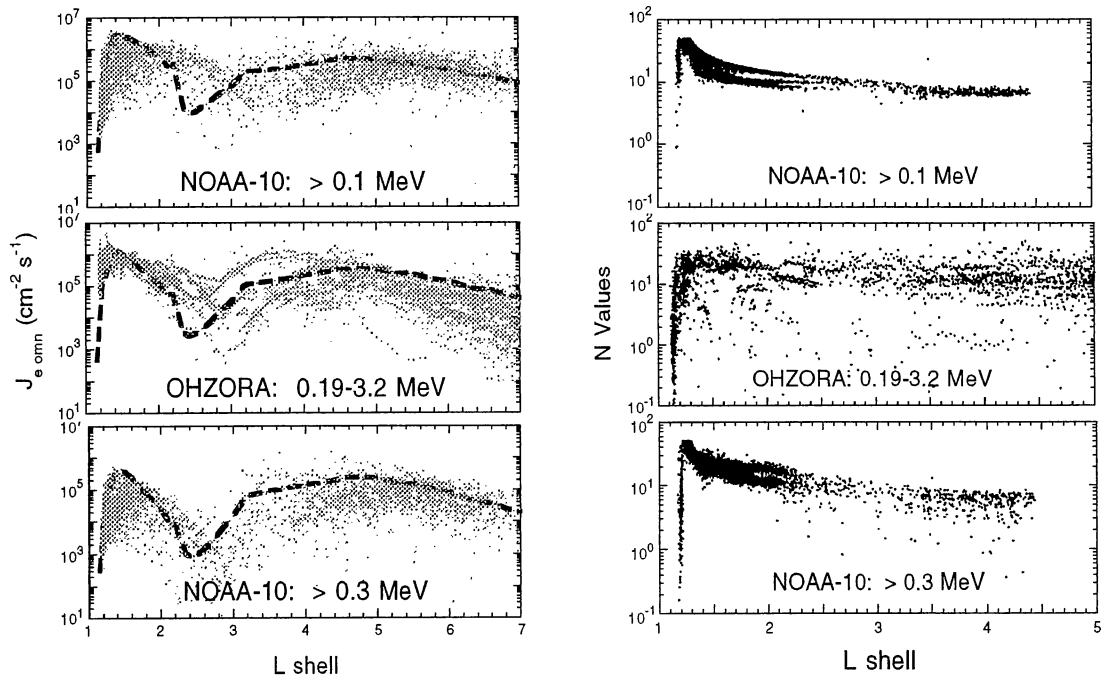 10^7
10^5
10^3
10^1
NOAA-10: > 0.1 MeV
10^7
10^5
10^3
10^1
OHZORA: 0.19-3.2 MeV
10^7
10^5
10^3
10^1
NOAA-10: > 0.3 MeV
J_e omn (cm^-2 s^-1)
1 2 3 4 5 6 7
L shell
10^2
10^1
10^0
10^-1
NOAA-10: > 0.1 MeV
10^2
10^1
10^0
10^-1
OHZORA: 0.19-3.2 MeV
10^2
10^1
10^0
10^-1
NOAA-10: > 0.3 MeV
N Values
1 2 3 4 5
L shell